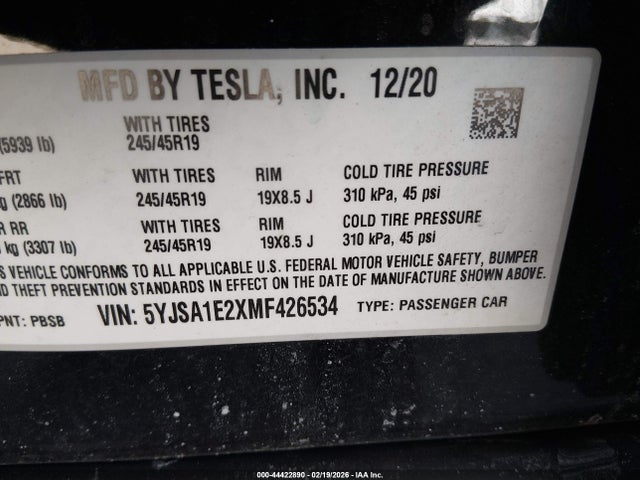 MFD BY TESLA, INC. 12/20
WITH TIRES
(5939 lb) 245/45R19
FRT WITH TIRES RIM COLD TIRE PRESSURE
g (2866 lb) 245/45R19 19X8.5 J 310 kPa, 45 psi
R RR WITH TIRES RIM COLD TIRE PRESSURE
kg (3307 lb) 245/45R19 19X8.5 J 310 kPa, 45 psi
S VEHICLE CONFORMS TO ALL APPLICABLE U.S. FEDERAL MOTOR VEHICLE SAFETY, BUMPER
ND THEFT PREVENTION STANDARDS IN EFFECT ON THE DATE OF MANUFACTURE SHOWN ABOVE.
PNT: PBSB VIN: 5YJSA1E2XMF426534 TYPE: PASSENGER CAR
000-44422890 - 02/19/2026 - IAA Inc.